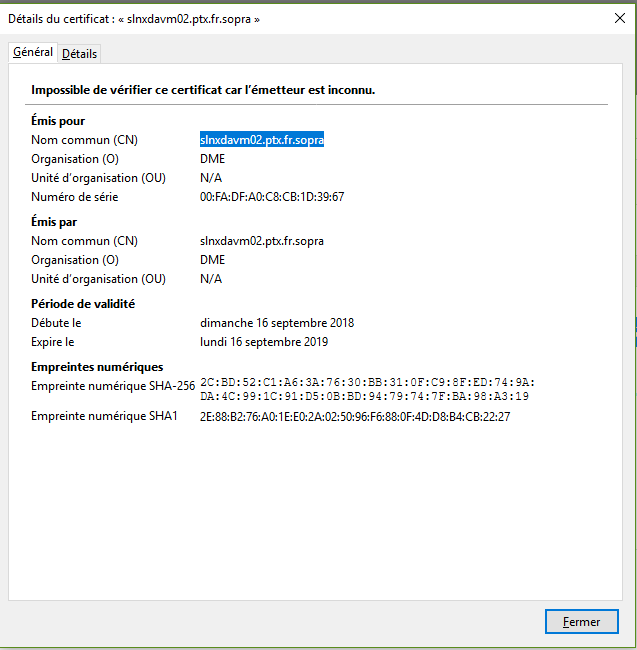 Détails du certificat : « slnxdavm02.ptx.fr.sopra »
Général Détails
Impossible de vérifier ce certificat car l'émetteur est inconnu.
Émis pour
Nom commun (CN) slnxdavm02.ptx.fr.sopra
Organisation (O) DME
Unité d'organisation (OU) N/A
Numéro de série 00:FA:DF:A0:C8:CB:1D:39:67
Émis par
Nom commun (CN) slnxdavm02.ptx.fr.sopra
Organisation (O) DME
Unité d'organisation (OU) N/A
Période de validité
Débute le dimanche 16 septembre 2018
Expire le lundi 16 septembre 2019
Empreintes numériques
Empreinte numérique SHA-256 2C:BD:52:C1:A6:3A:76:30:BB:31:0F:C9:8F:ED:74:9A:
DA:4C:99:1C:91:D5:0B:BD:94:79:74:7F:BA:98:A3:19
Empreinte numérique SHA1 2E:88:B2:76:A0:1E:E0:2A:02:50:96:F6:88:0F:4D:D8:B4:CB:22:27
Fermer